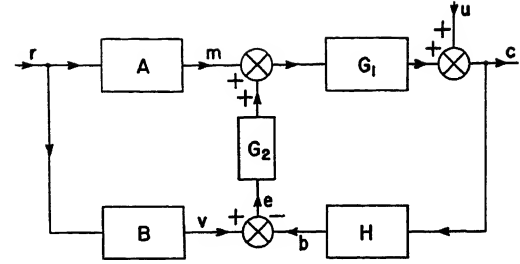 u
r
A
m
+
+
G₁
+
+
c
G₂
e
B
v
+
−
b
H